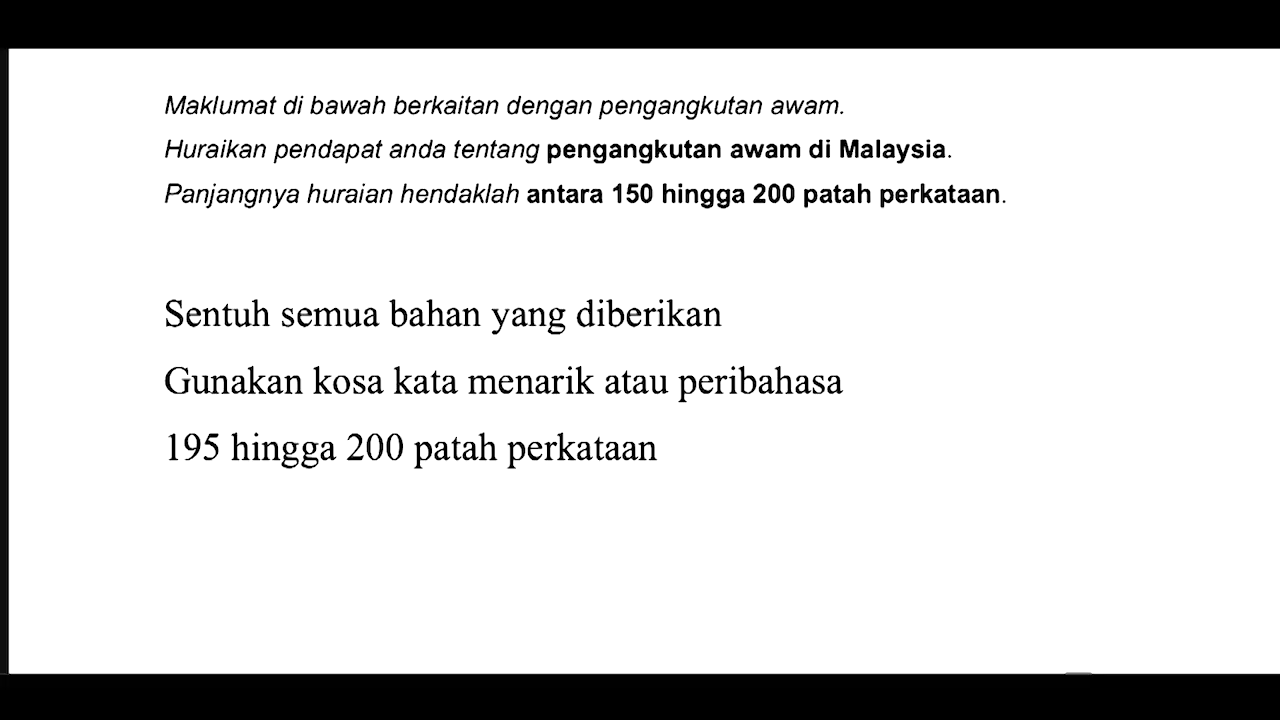 Maklumat di bawah berkaitan dengan pengangkutan awam.
Huraikan pendapat anda tentang pengangkutan awam di Malaysia.
Panjangnya huraian hendaklah antara 150 hingga 200 patah perkataan.
Sentuh semua bahan yang diberikan
Gunakan kosa kata menarik atau peribahasa
195 hingga 200 patah perkataan